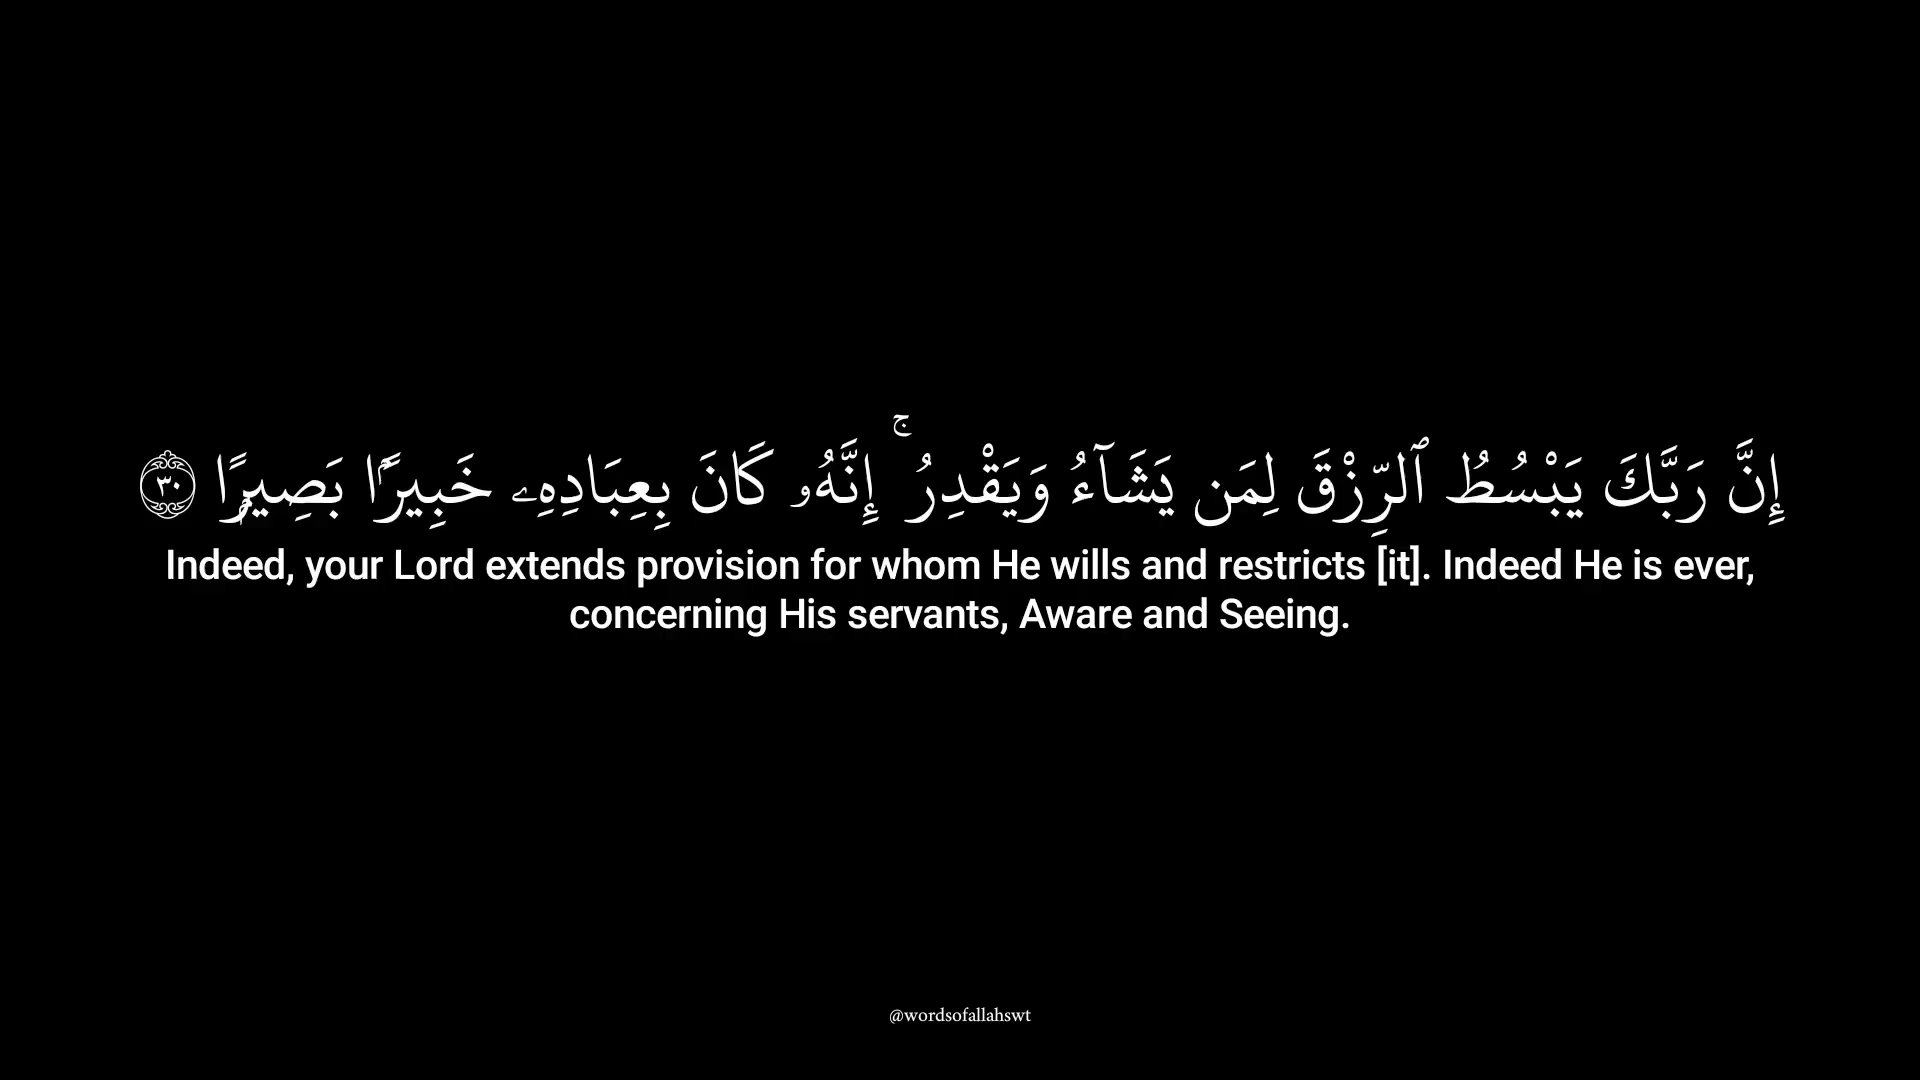 إِنَّ رَبَّكَ يَبْسُطُ ٱلرِّزْقَ لِمَن يَشَآءُ وَيَقْدِرُ ۚ إِنَّهُۥ كَانَ بِعِبَادِهِۦ خَبِيرًۢا بَصِيرًۭا ٣٠
Indeed, your Lord extends provision for whom He wills and restricts [it]. Indeed He is ever,
concerning His servants, Aware and Seeing.
@wordsofallahswt